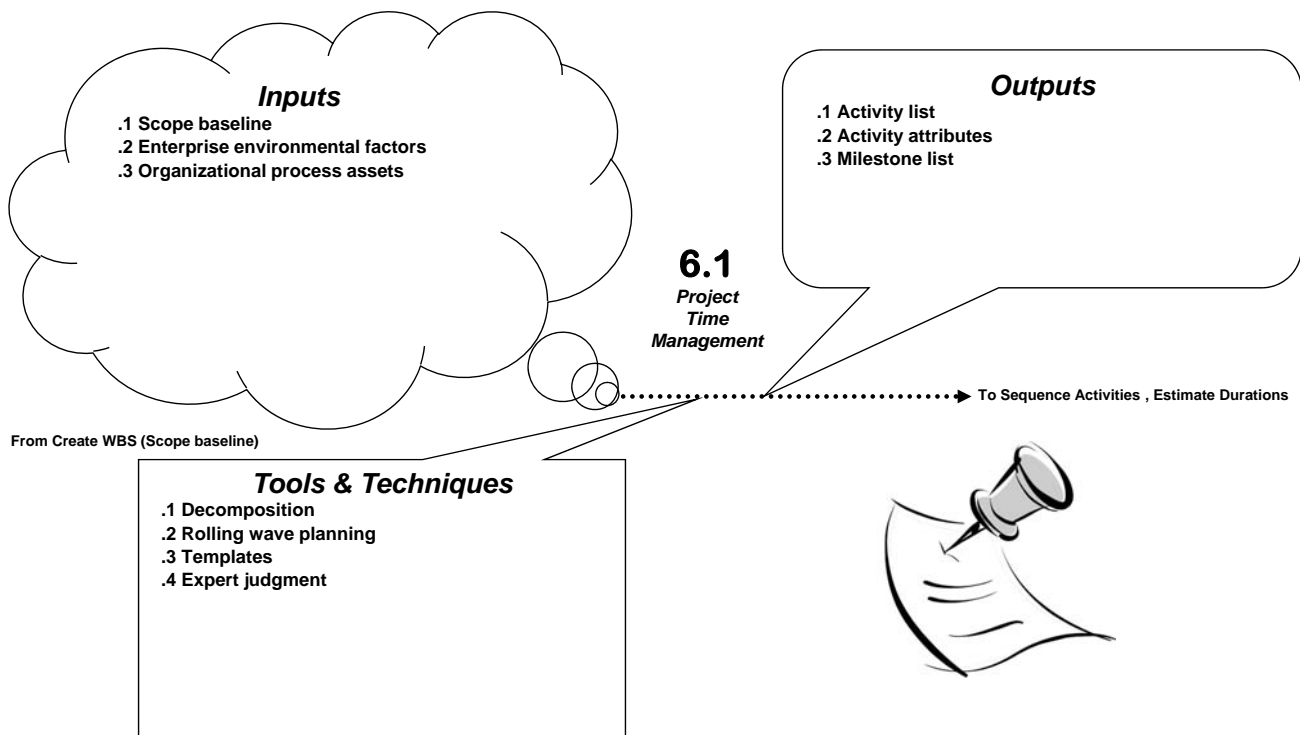 Inputs
.1 Scope baseline
.2 Enterprise environmental factors
.3 Organizational process assets
Outputs
.1 Activity list
.2 Activity attributes
.3 Milestone list
6.1
Project
Time
Management
To Sequence Activities , Estimate Durations
From Create WBS (Scope baseline)
Tools & Techniques
.1 Decomposition
.2 Rolling wave planning
.3 Templates
.4 Expert judgment